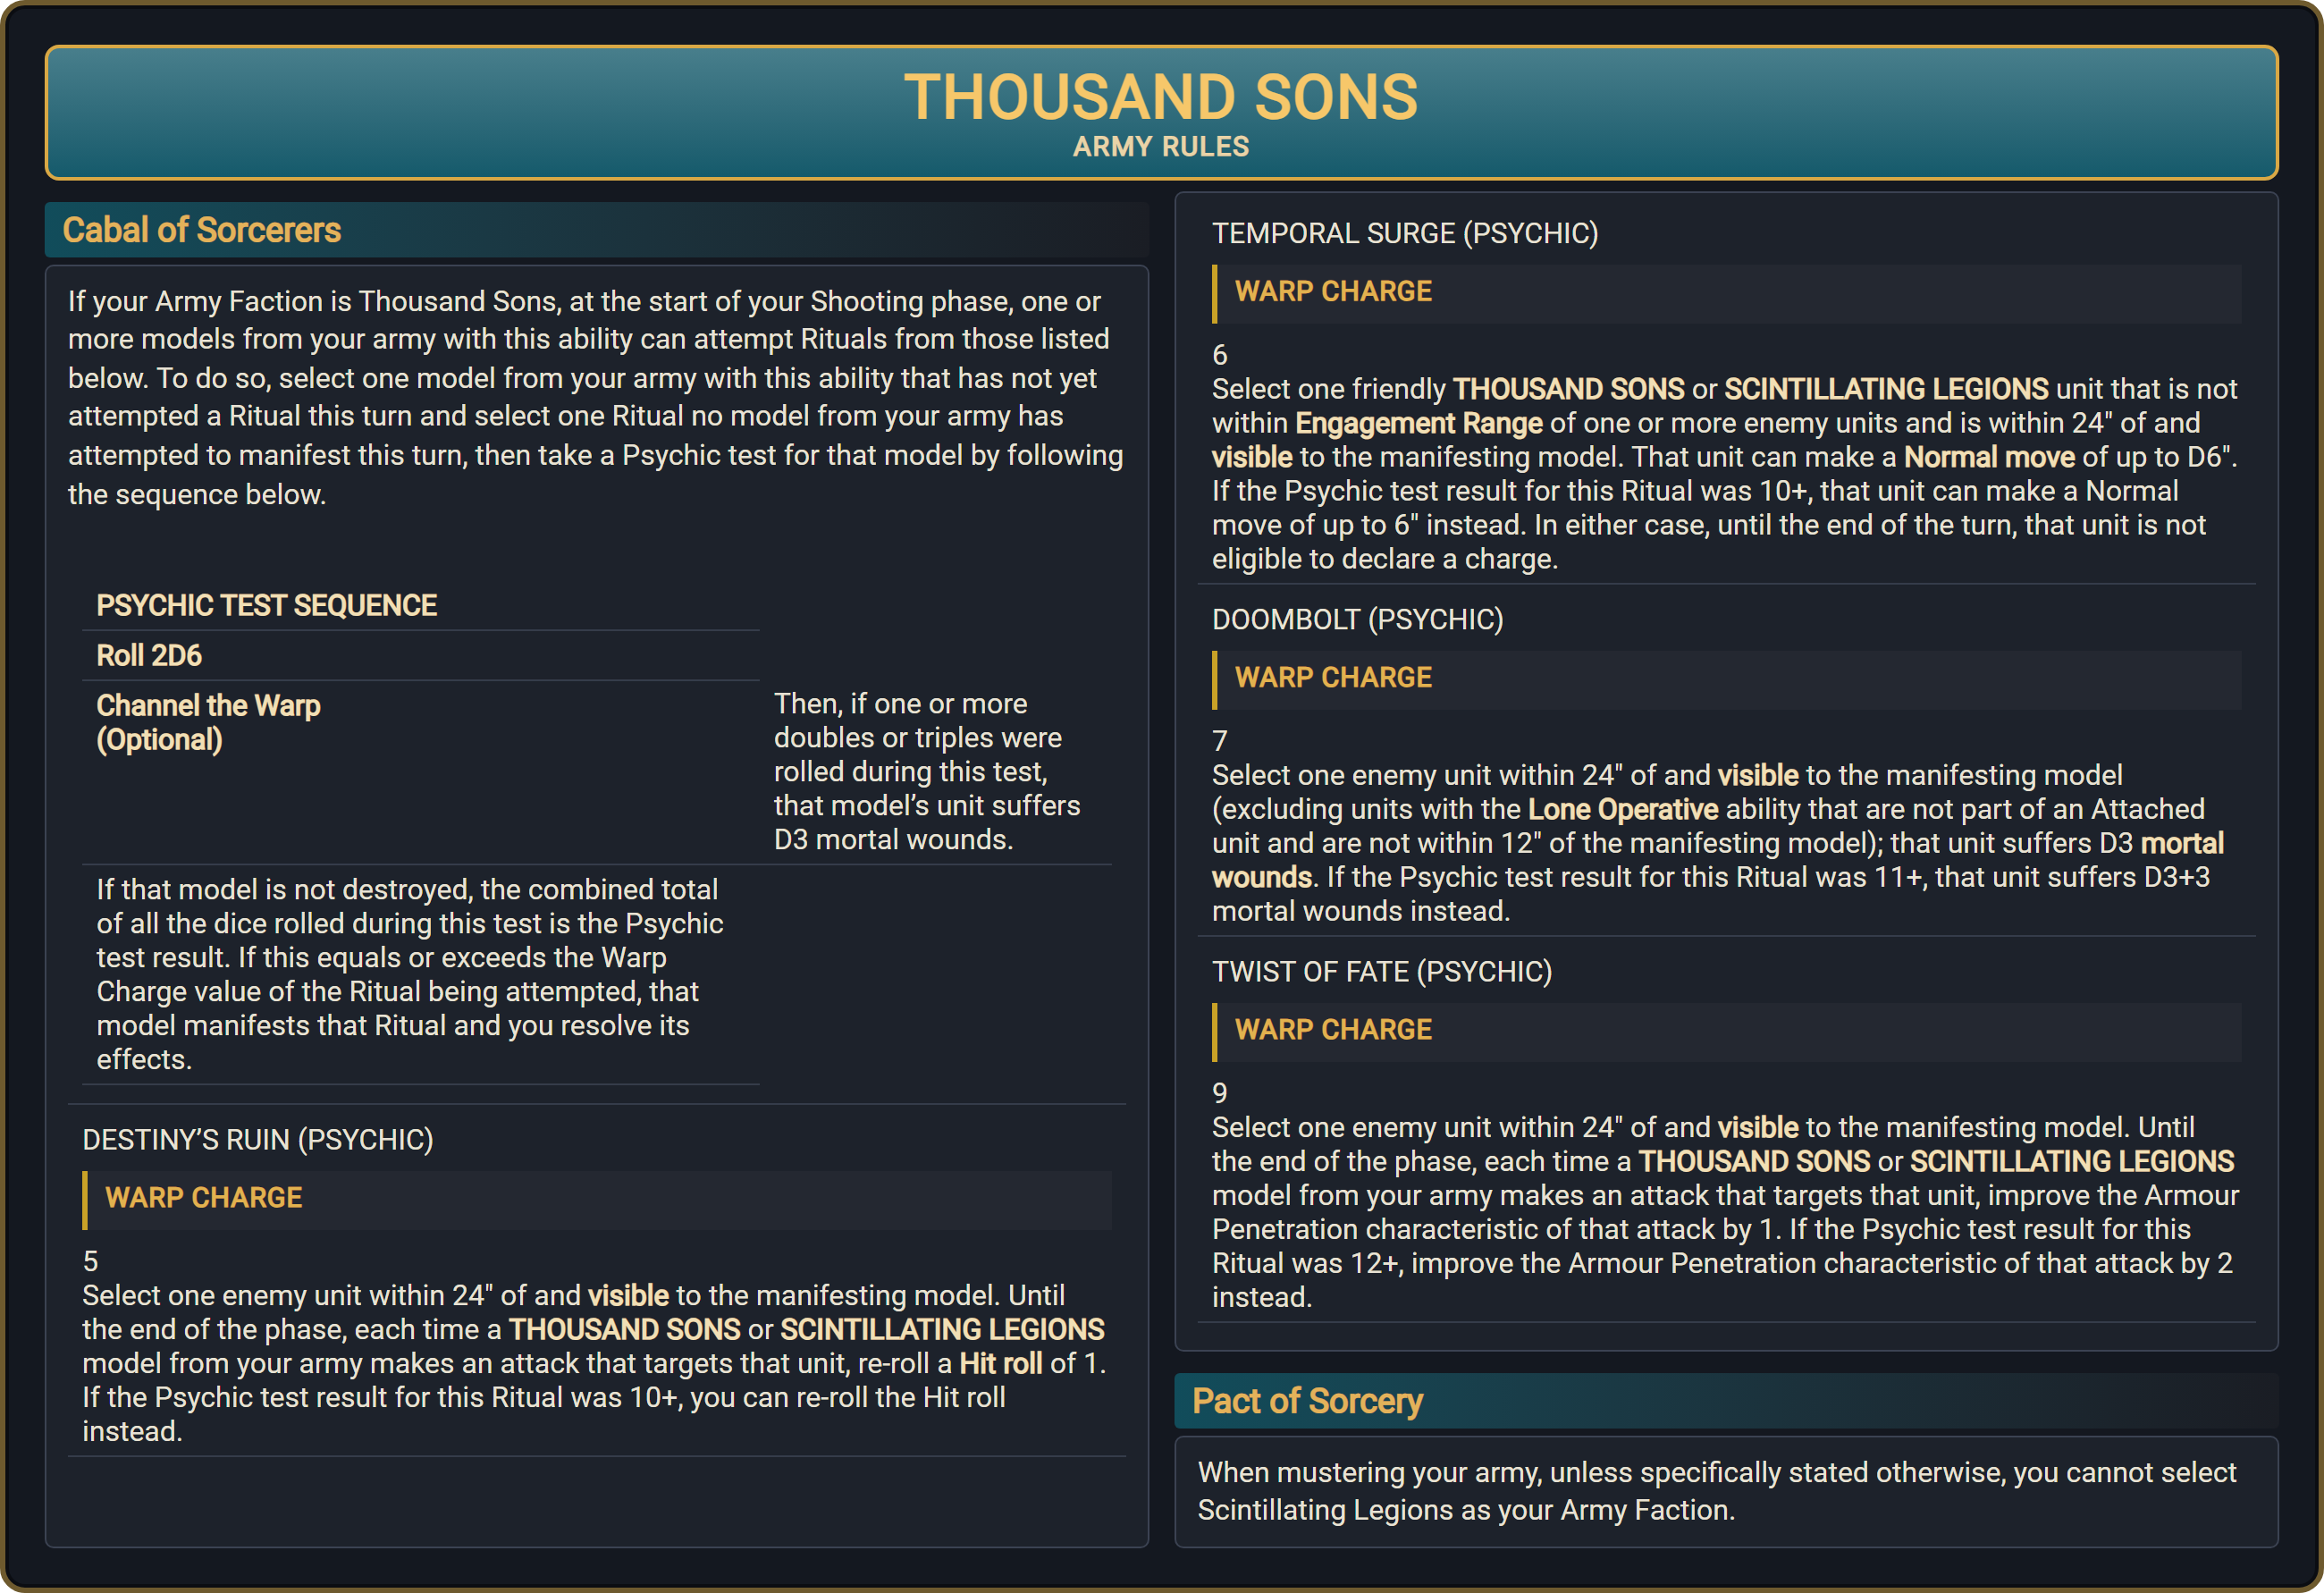 THOUSAND SONS
ARMY RULES
Cabal of Sorcerers
If your Army Faction is Thousand Sons, at the start of your Shooting phase, one or
more models from your army with this ability can attempt Rituals from those listed
below. To do so, select one model from your army with this ability that has not yet
attempted a Ritual this turn and select one Ritual no model from your army has
attempted to manifest this turn, then take a Psychic test for that model by following
the sequence below.
PSYCHIC TEST SEQUENCE
Roll 2D6
Channel the Warp
(Optional)
Then, if one or more
doubles or triples were
rolled during this test,
that model’s unit suffers
D3 mortal wounds.
If that model is not destroyed, the combined total
of all the dice rolled during this test is the Psychic
test result. If this equals or exceeds the Warp
Charge value of the Ritual being attempted, that
model manifests that Ritual and you resolve its
effects.
DESTINY’S RUIN (PSYCHIC)
WARP CHARGE
5
Select one enemy unit within 24" of and visible to the manifesting model. Until
the end of the phase, each time a THOUSAND SONS or SCINTILLATING LEGIONS
model from your army makes an attack that targets that unit, re-roll a Hit roll of 1.
If the Psychic test result for this Ritual was 10+, you can re-roll the Hit roll
instead.
TEMPORAL SURGE (PSYCHIC)
WARP CHARGE
6
Select one friendly THOUSAND SONS or SCINTILLATING LEGIONS unit that is not
within Engagement Range of one or more enemy units and is within 24" of and
visible to the manifesting model. That unit can make a Normal move of up to D6".
If the Psychic test result for this Ritual was 10+, that unit can make a Normal
move of up to 6" instead. In either case, until the end of the turn, that unit is not
eligible to declare a charge.
DOOMBOLT (PSYCHIC)
WARP CHARGE
7
Select one enemy unit within 24" of and visible to the manifesting model
(excluding units with the Lone Operative ability that are not part of an Attached
unit and are not within 12" of the manifesting model); that unit suffers D3 mortal
wounds. If the Psychic test result for this Ritual was 11+, that unit suffers D3+3
mortal wounds instead.
TWIST OF FATE (PSYCHIC)
WARP CHARGE
9
Select one enemy unit within 24" of and visible to the manifesting model. Until
the end of the phase, each time a THOUSAND SONS or SCINTILLATING LEGIONS
model from your army makes an attack that targets that unit, improve the Armour
Penetration characteristic of that attack by 1. If the Psychic test result for this
Ritual was 12+, improve the Armour Penetration characteristic of that attack by 2
instead.
Pact of Sorcery
When mustering your army, unless specifically stated otherwise, you cannot select
Scintillating Legions as your Army Faction.